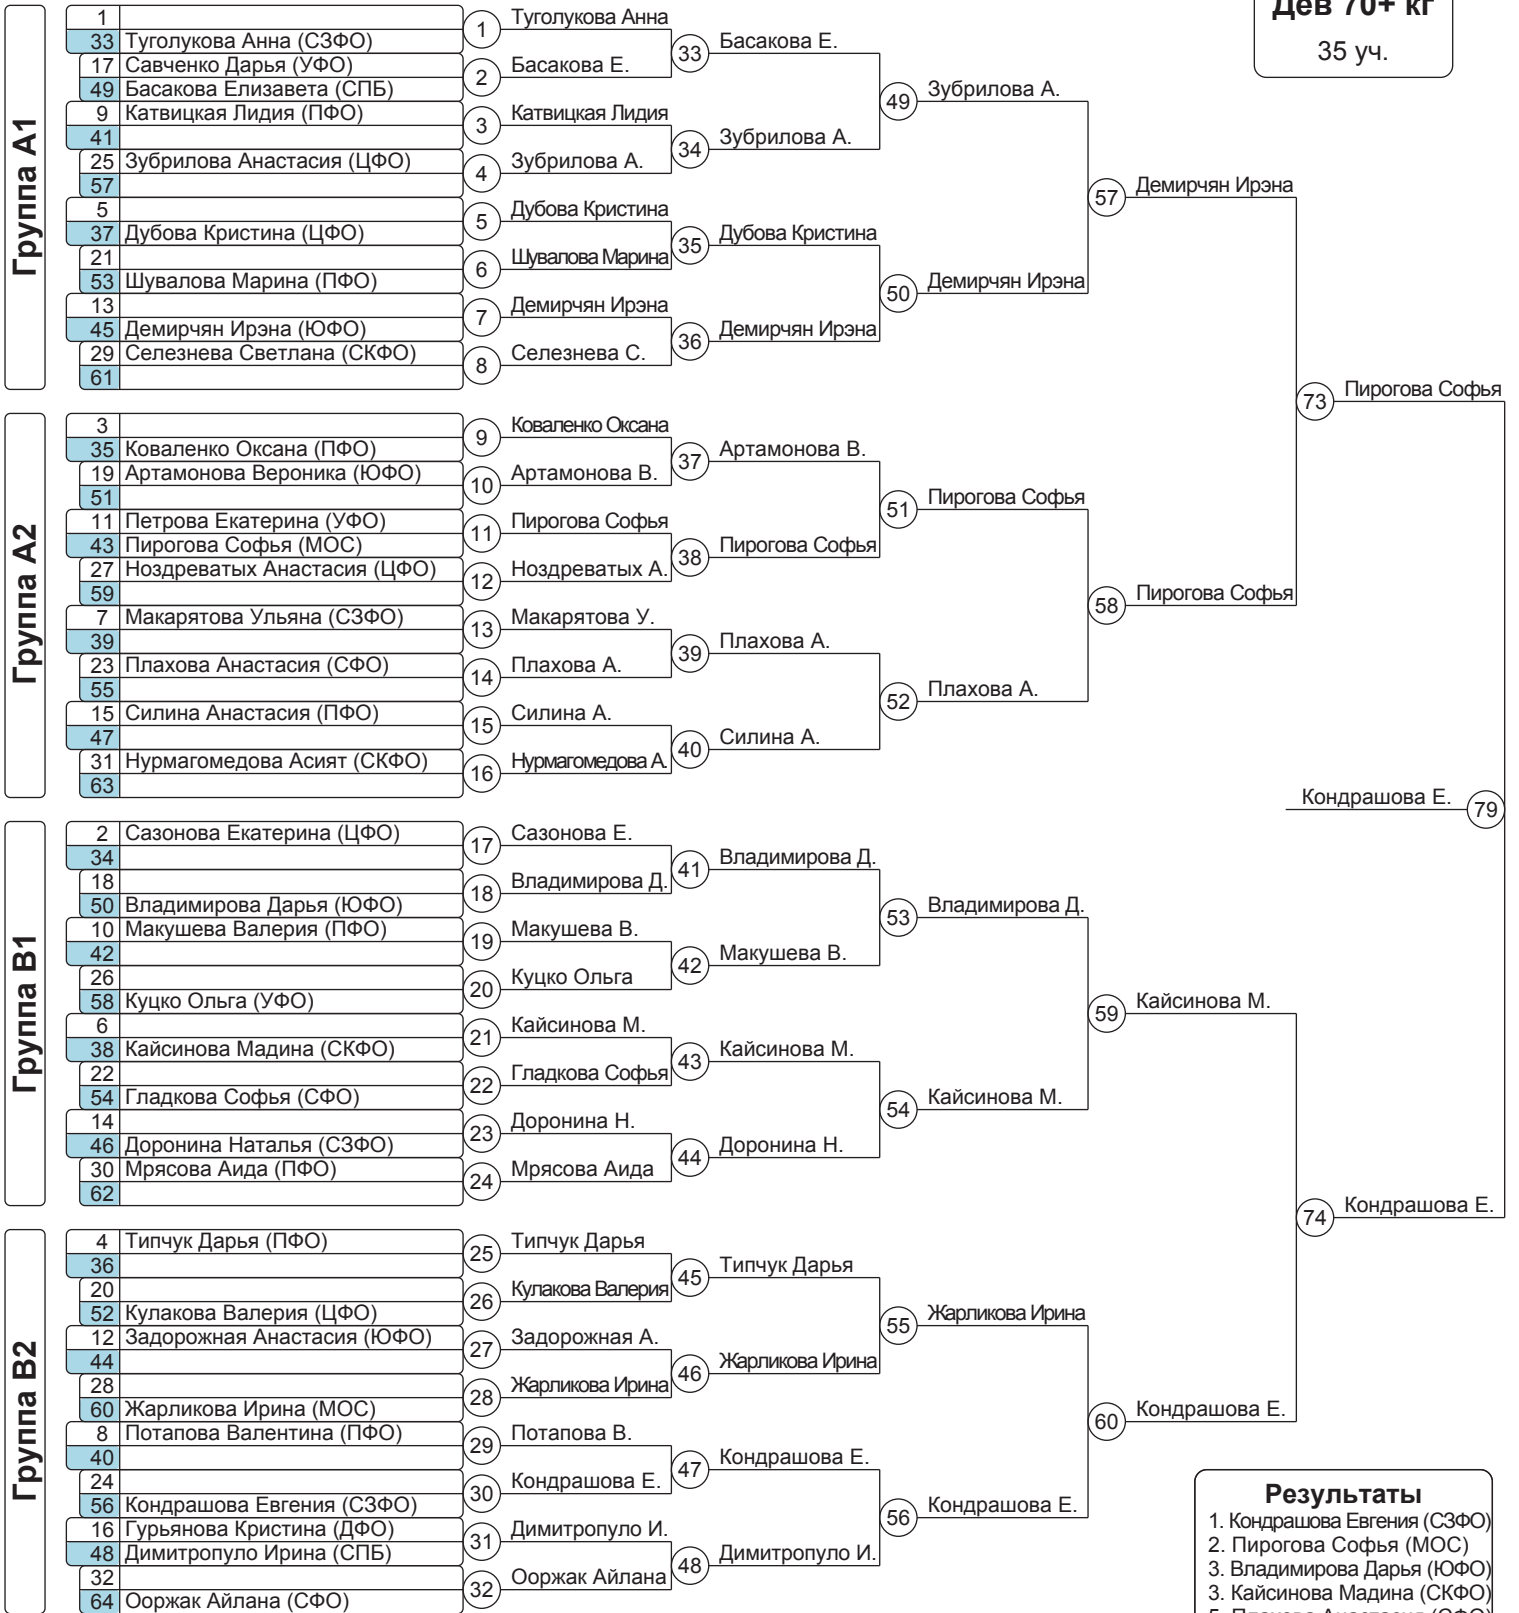 Дев 70+ кг
35 уч.
Группа A1
1
33 Туголукова Анна (СЗФО)
17 Савченко Дарья (УФО)
49 Басакова Елизавета (СПБ)
9 Катвицкая Лидия (ПФО)
41
25 Зубрилова Анастасия (ЦФО)
57
5
37 Дубова Кристина (ЦФО)
21
53 Шувалова Марина (ПФО)
13
45 Демирчян Ирэна (ЮФО)
29 Селезнева Светлана (СКФО)
61
Группа A2
3
35 Коваленко Оксана (ПФО)
19 Артамонова Вероника (ЮФО)
51
11 Петрова Екатерина (УФО)
43 Пирогова Софья (МОС)
27 Ноздреватых Анастасия (ЦФО)
59
7 Макарятова Ульяна (СЗФО)
39
23 Плахова Анастасия (СФО)
55
15 Силина Анастасия (ПФО)
47
31 Нурмагомедова Асият (СКФО)
63
Группа B1
2 Сазонова Екатерина (ЦФО)
34
18
50 Владимирова Дарья (ЮФО)
10 Макушева Валерия (ПФО)
42
26
58 Куцко Ольга (УФО)
6
38 Кайсинова Мадина (СКФО)
22
54 Гладкова Софья (СФО)
14
46 Доронина Наталья (СЗФО)
30 Мрясова Аида (ПФО)
62
Группа B2
4 Типчук Дарья (ПФО)
36
20
52 Кулакова Валерия (ЦФО)
12 Задорожная Анастасия (ЮФО)
44
28
60 Жарликова Ирина (МОС)
8 Потапова Валентина (ПФО)
40
24
56 Кондрашова Евгения (СЗФО)
16 Гурьянова Кристина (ДФО)
48 Димитропуло Ирина (СПБ)
32
64 Ооржак Айлана (СФО)
1 Туголукова Анна
2 Басакова Е.
3 Катвицкая Лидия
4 Зубрилова А.
5 Дубова Кристина
6 Шувалова Марина
7 Демирчян Ирэна
8 Селезнева С.
9 Коваленко Оксана
10 Артамонова В.
11 Пирогова Софья
12 Ноздреватых А.
13 Макарятова У.
14 Плахова А.
15 Силина А.
16 Нурмагомедова А.
17 Сазонова Е.
18 Владимирова Д.
19 Макушева В.
20 Куцко Ольга
21 Кайсинова М.
22 Гладкова Софья
23 Доронина Н.
24 Мрясова Аида
25 Типчук Дарья
26 Кулакова Валерия
27 Задорожная А.
28 Жарликова Ирина
29 Потапова В.
30 Кондрашова Е.
31 Димитропуло И.
32 Ооржак Айлана
33 Басакова Е.
34 Зубрилова А.
35 Дубова Кристина
36 Демирчян Ирэна
37 Артамонова В.
38 Пирогова Софья
39 Плахова А.
40 Силина А.
41 Владимирова Д.
42 Макушева В.
43 Кайсинова М.
44 Доронина Н.
45 Типчук Дарья
46 Жарликова Ирина
47 Кондрашова Е.
48 Димитропуло И.
49 Зубрилова А.
50 Демирчян Ирэна
51 Пирогова Софья
52 Плахова А.
53 Владимирова Д.
54 Кайсинова М.
55 Жарликова Ирина
56 Кондрашова Е.
57 Демирчян Ирэна
58 Пирогова Софья
59 Кайсинова М.
60 Кондрашова Е.
73 Пирогова Софья
74 Кондрашова Е.
Кондрашова Е. 79
Результаты
1. Кондрашова Евгения (СЗФО)
2. Пирогова Софья (МОС)
3. Владимирова Дарья (ЮФО)
3. Кайсинова Мадина (СКФО)
5. Плахова Анастасия (СФО)